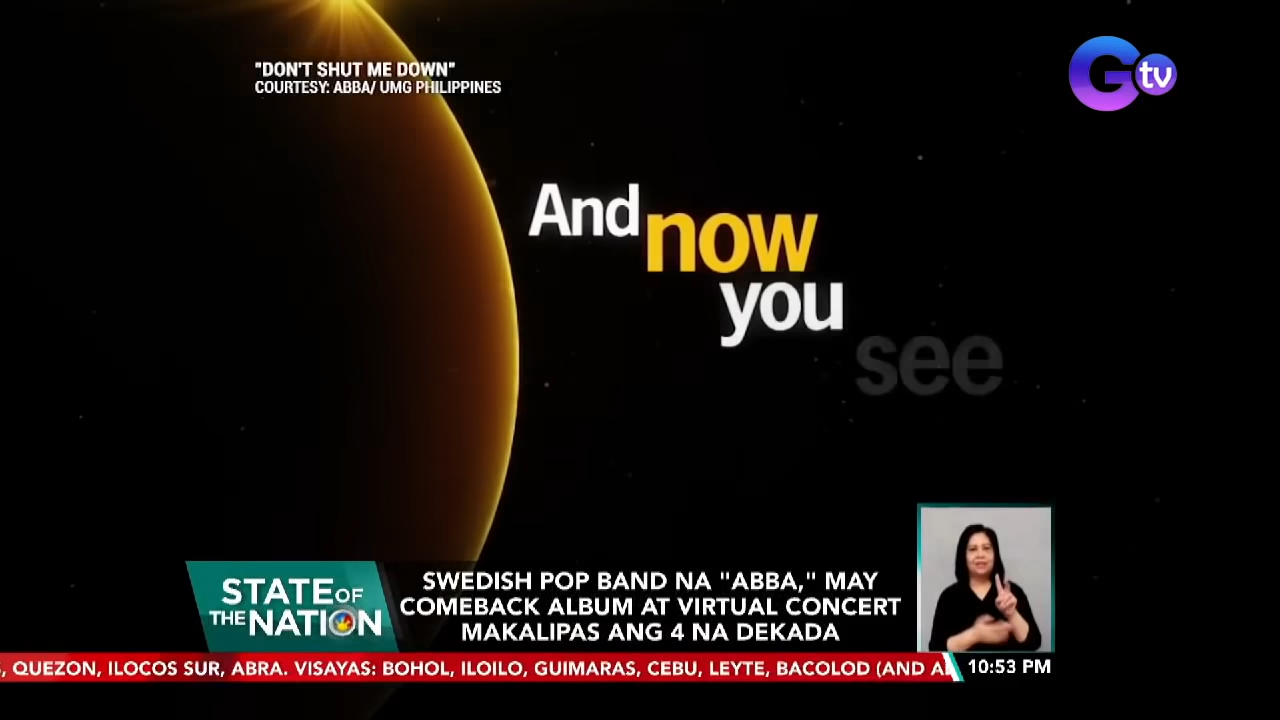 "DON'T SHUT ME DOWN"
COURTESY: ABBA/ UMG PHILIPPINES
Gtv
And
now
you
see
STATE OF
THE NATION
SWEDISH POP BAND NA "ABBA," MAY
COMEBACK ALBUM AT VIRTUAL CONCERT
MAKALIPAS ANG 4 NA DEKADA
QUEZON, ILOCOS SUR, ABRA. VISAYAS: BOHOL, ILOILO, GUIMARAS, CEBU, LEYTE, BACOLOD (AND
10:53 PM